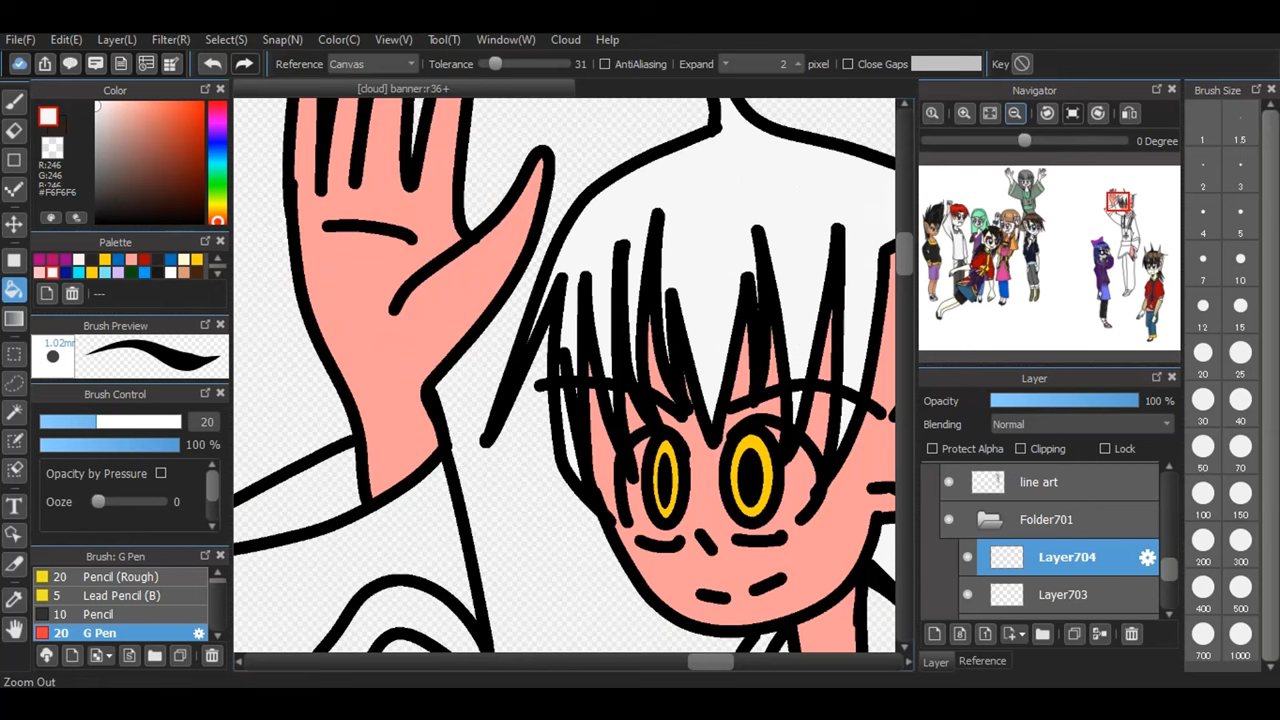 File(F) Edit(E) Layer(L) Filter(R) Select(S) Snap(N) Color(C) View(V) Tool(T) Window(W) Cloud Help
Reference Canvas Tolerance 31 AntiAliasing Expand 2 pixel Close Gaps Key
[cloud] banner:r36+
Color
R:246
G:246
B:246
#F6F6F6
Palette
---
Brush Preview
1.02mm
Brush Control
20
100 %
Opacity by Pressure
Ooze 0
Brush: G Pen
20 Pencil (Rough)
5 Lead Pencil (B)
10 Pencil
20 G Pen
Zoom Out
Navigator
0 Degree
Layer
Opacity 100 %
Blending Normal
Protect Alpha Clipping Lock
line art
Folder701
Layer704
Layer703
Layer Reference
Brush Size
1 1.5
2 3
4 5
7 10
12 15
20 25
30 40
50 70
100 150
200 300
400 500
700 1000